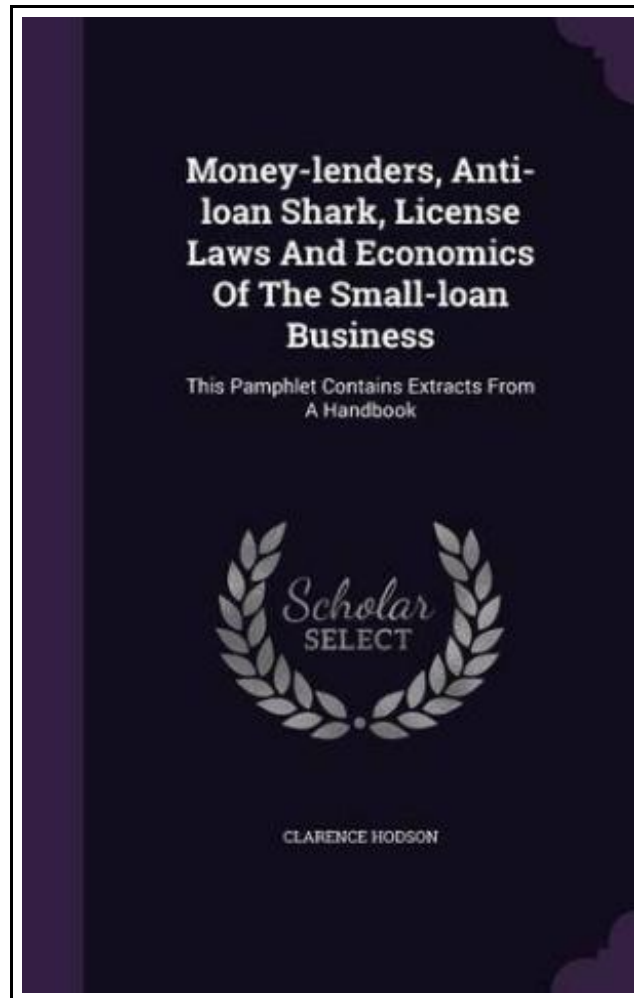 Money-lenders, Anti-
loan Shark, License
Laws And Economics
Of The Small-loan
Business
This Pamphlet Contains Extracts From
A Handbook
Scholar
SELECT
CLARENCE HODSON